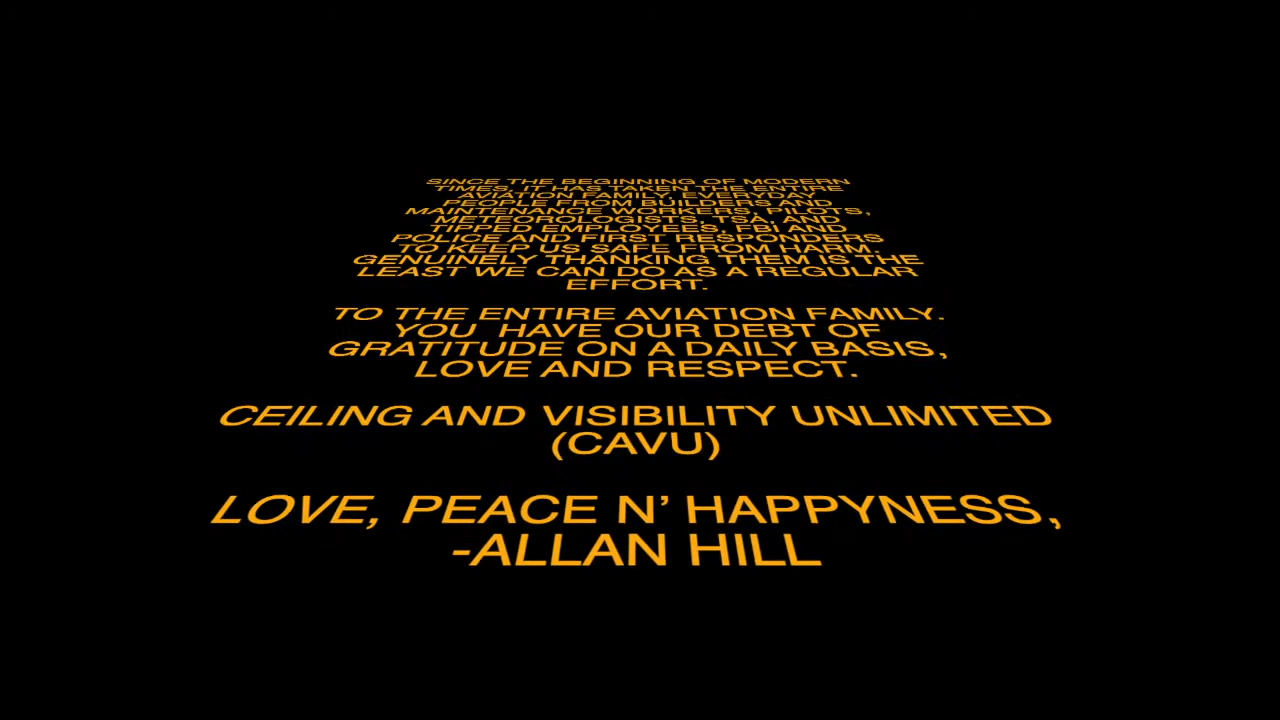 SINCE THE BEGINNING OF MODERN
TIMES, IT HAS TAKEN THE ENTIRE
AVIATION FAMILY, EVERYDAY
PEOPLE FROM BUILDERS AND
MAINTENANCE WORKERS, PILOTS,
METEOROLOGISTS, TSA, AND
TIPPED EMPLOYEES, FBI AND
POLICE AND FIRST RESPONDERS
TO KEEP US SAFE FROM HARM.
GENUINELY THANKING THEM IS THE
LEAST WE CAN DO AS A REGULAR
EFFORT.
TO THE ENTIRE AVIATION FAMILY.
YOU HAVE OUR DEBT OF
GRATITUDE ON A DAILY BASIS,
LOVE AND RESPECT.
CEILING AND VISIBILITY UNLIMITED
(CAVU)
LOVE, PEACE N’ HAPPYNESS,
-ALLAN HILL